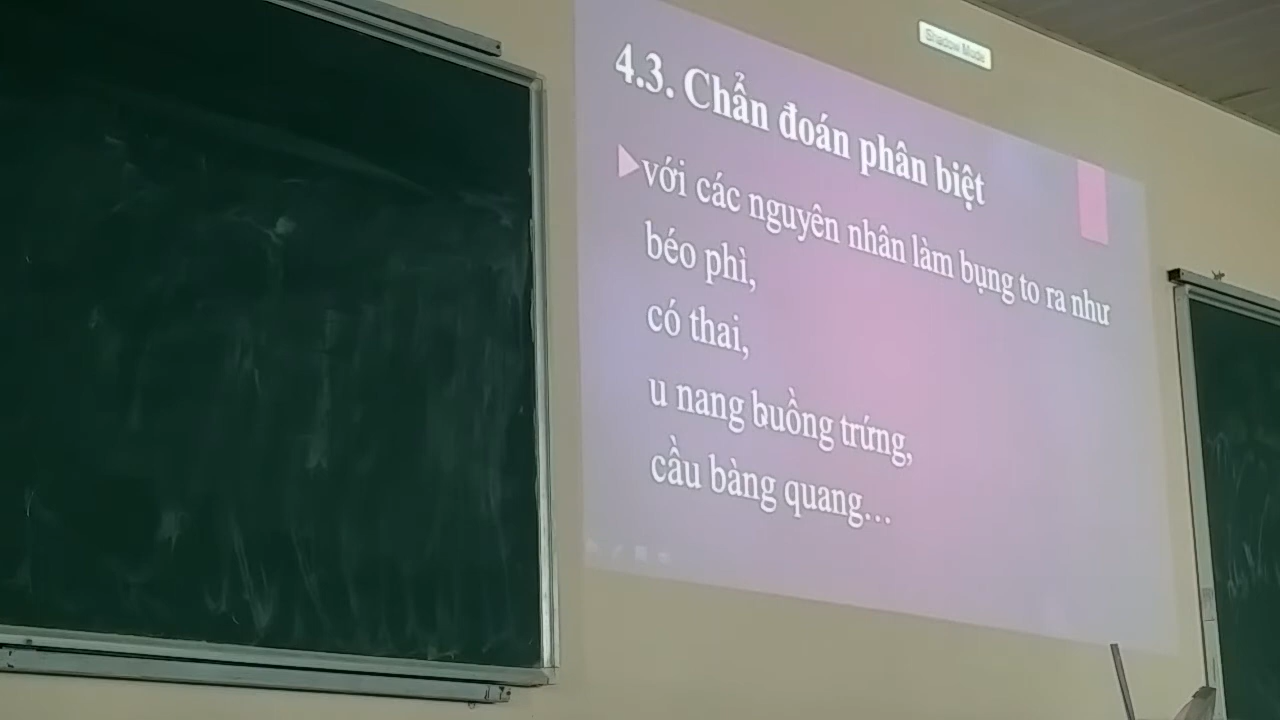 Shadow Mode
4.3. Chẩn đoán phân biệt
với các nguyên nhân làm bụng to ra như
béo phì,
có thai,
u nang buồng trứng,
cầu bàng quang...